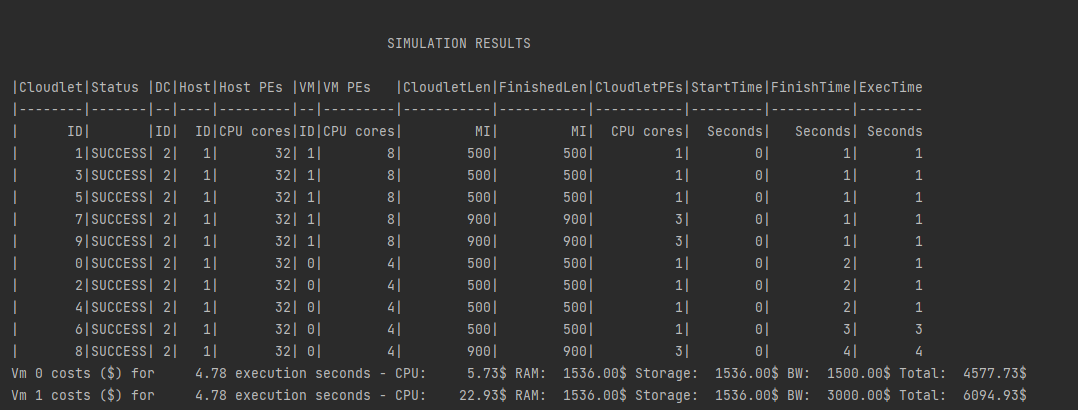 SIMULATION RESULTS
|Cloudlet|Status |DC|Host|Host PEs |VM|VM PEs   |CloudletLen|FinishedLen|CloudletPEs|StartTime|FinishTime|ExecTime
|--------|-------|--|----|---------|--|---------|-----------|-----------|-----------|---------|----------|--------
|      ID|       |ID|  ID|CPU cores|ID|CPU cores|         MI|         MI|  CPU cores|  Seconds|   Seconds| Seconds
|       1|SUCCESS| 2|   1|       32| 1|        8|        500|        500|          1|        0|         1|       1
|       3|SUCCESS| 2|   1|       32| 1|        8|        500|        500|          1|        0|         1|       1
|       5|SUCCESS| 2|   1|       32| 1|        8|        500|        500|          1|        0|         1|       1
|       7|SUCCESS| 2|   1|       32| 1|        8|        900|        900|          3|        0|         1|       1
|       9|SUCCESS| 2|   1|       32| 1|        8|        900|        900|          3|        0|         1|       1
|       0|SUCCESS| 2|   1|       32| 0|        4|        500|        500|          1|        0|         2|       1
|       2|SUCCESS| 2|   1|       32| 0|        4|        500|        500|          1|        0|         2|       1
|       4|SUCCESS| 2|   1|       32| 0|        4|        500|        500|          1|        0|         2|       1
|       6|SUCCESS| 2|   1|       32| 0|        4|        500|        500|          1|        0|         3|       3
|       8|SUCCESS| 2|   1|       32| 0|        4|        900|        900|          3|        0|         4|       4
Vm 0 costs ($) for     4.78 execution seconds - CPU:     5.73$ RAM:  1536.00$ Storage:  1536.00$ BW:  1500.00$ Total:  4577.73$
Vm 1 costs ($) for     4.78 execution seconds - CPU:    22.93$ RAM:  1536.00$ Storage:  1536.00$ BW:  3000.00$ Total:  6094.93$